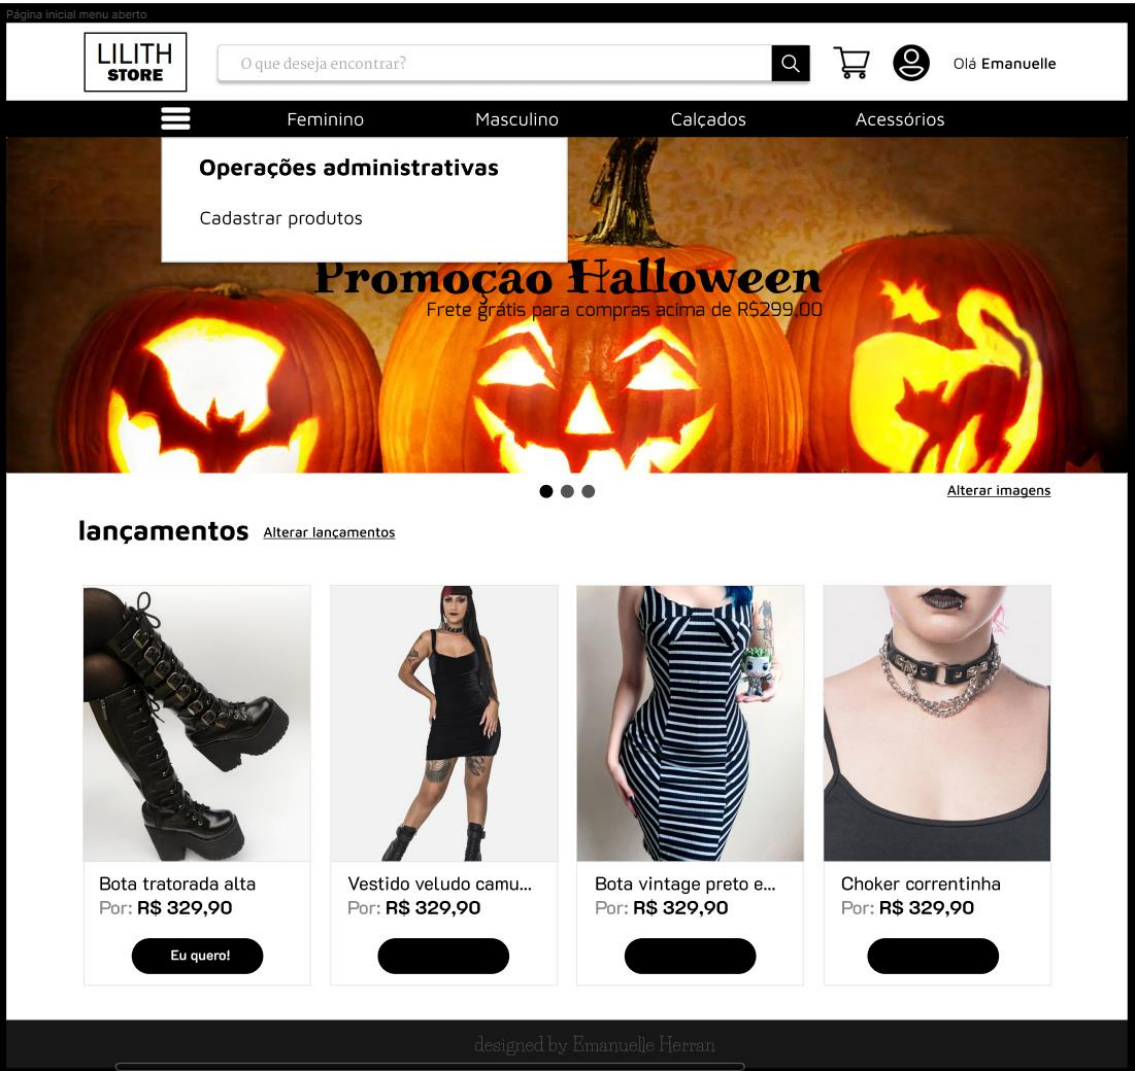 Página inicial menu aberto
LILITH
STORE
O que deseja encontrar?
Olá Emanuelle
Feminino Masculino Calçados Acessórios
Operações administrativas
Cadastrar produtos
Promoção Halloween
Frete grátis para compras acima de R$299,00
Alterar imagens
lançamentos Alterar lançamentos
Bota tratorada alta
Por: R$ 329,90
Eu quero!
Vestido veludo camu...
Por: R$ 329,90
Bota vintage preto e...
Por: R$ 329,90
Choker correntinha
Por: R$ 329,90
designed by Emanuelle Herran